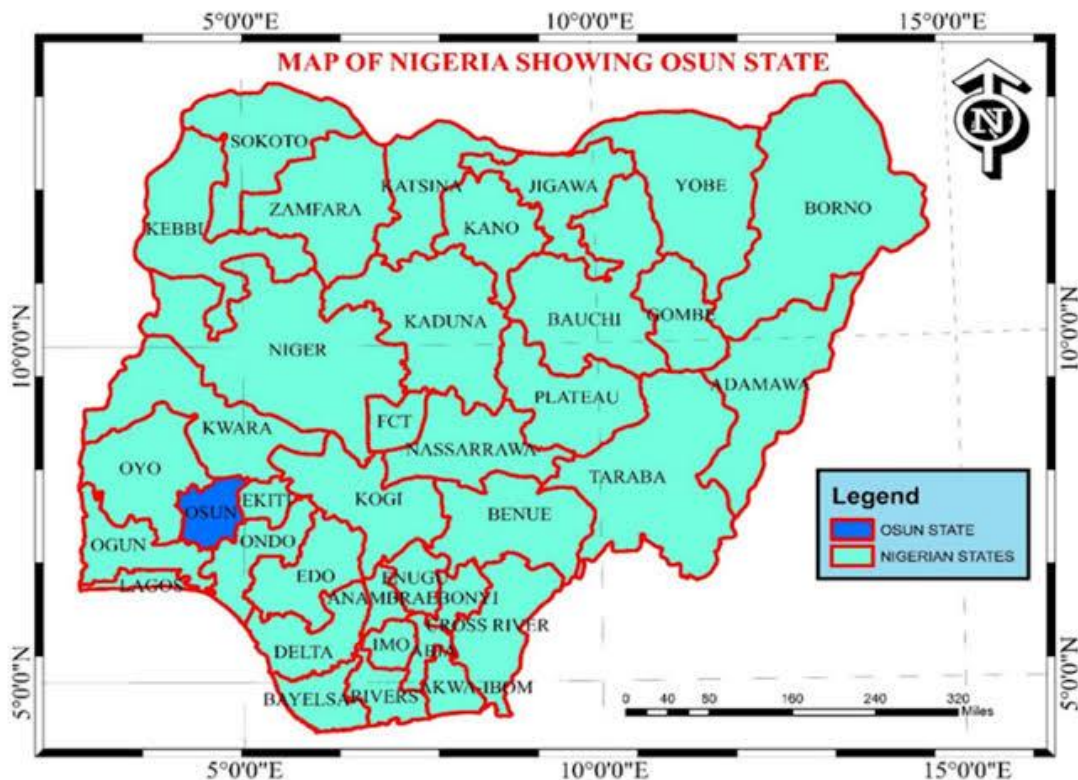 5°0'0"E 10°0'0"E 15°0'0"E
MAP OF NIGERIA SHOWING OSUN STATE
N
SOKOTO
KATSINA
JIGAWA
YOBE
ZAMFARA
BORNO
KEBBI
KANO
10°0'0"N
KADUNA
BAUCHI
GOMBE
10°0'0"N
NIGER
ADAMAWA
PLATEAU
FCT
KWARA
NASSARRAWA
OYO
TARABA
KOGI
EKITI
OSUN
BENUE
OGUN
ONDO
Legend
OSUN STATE
NIGERIAN STATES
LAGOS
EDO
ENUGU
ANAMBRA
EBONYI
CROSS RIVER
DELTA
IMO
ABIA
5°0'0"N
BAYELSA
RIVERS
AKWA-IBOM
5°0'0"N
0 40 80 160 240 320
Miles
5°0'0"E 10°0'0"E 15°0'0"E